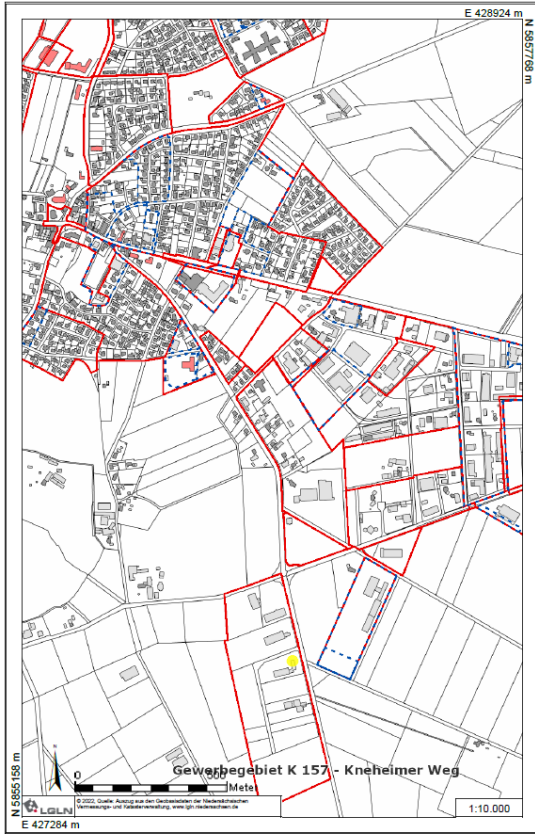 E 428924 m
N 5857768 m
N 5855158 m
0
500
Meter
Gewerbegebiet K 157 - Kneheimer Weg
LGLN
© 2022, Quelle: Auszug aus den Geobasisdaten der Niedersächsischen
Vermessungs- und Katasterverwaltung, www.lgln.niedersachsen.de
1:10.000
E 427284 m